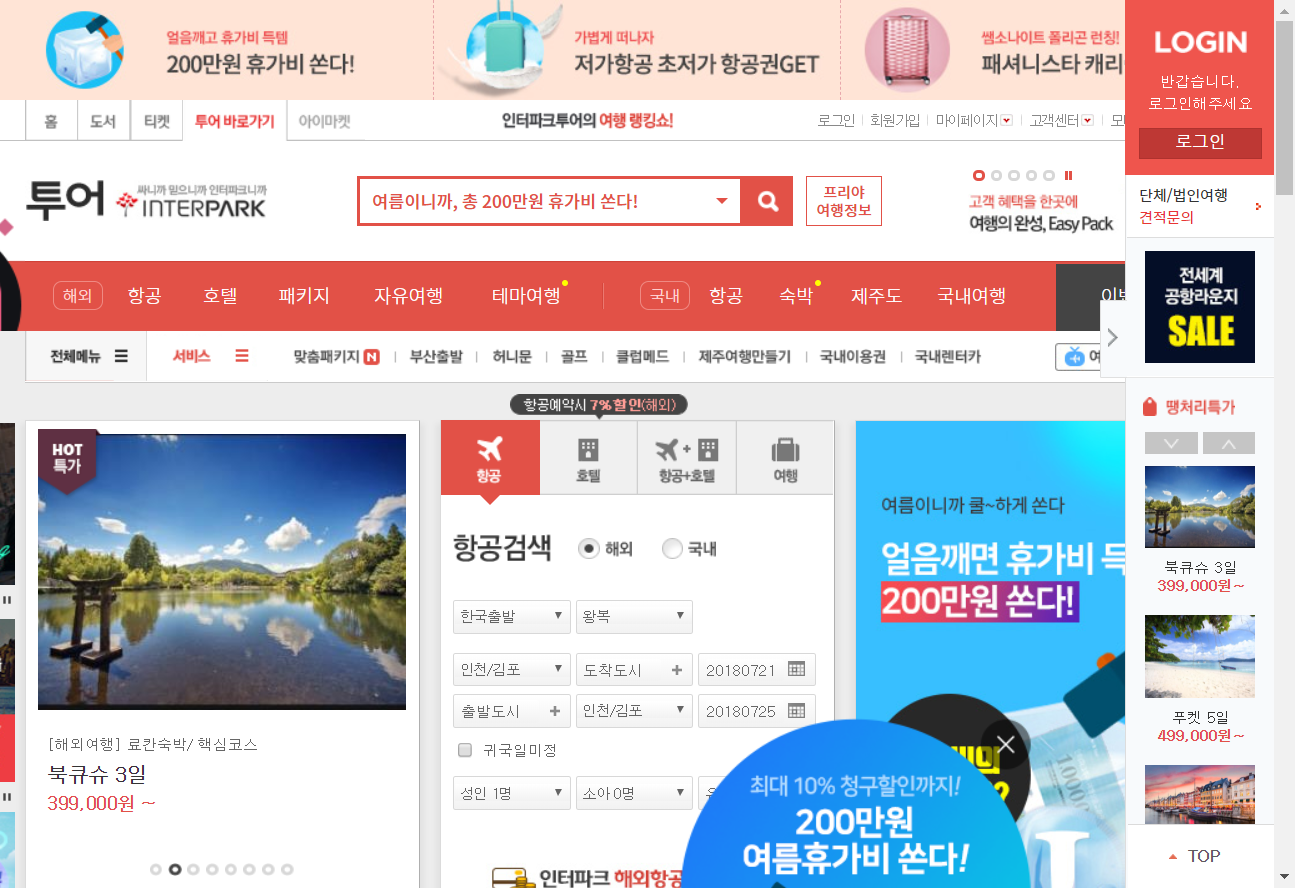 얼음깨고 휴가비 득템
200만원 휴가비 쏜다!
가볍게 떠나자
저가항공 초저가 항공권GET
쌤소나이트 폴리곤 런칭!
패셔니스타 캐리
LOGIN
반갑습니다.
로그인해주세요
로그인
홈
도서
티켓
투어 바로가기
아이마켓
인터파크투어의 여행 랭킹쇼!
로그인
회원가입
마이페이지
고객센터
투어
싸니까 믿으니까 인터파크니까
INTERPARK
여름이니까, 총 200만원 휴가비 쏜다!
프리야
여행정보
고객 혜택을 한곳에
여행의 완성, Easy Pack
단체/법인여행
견적문의
해외
항공
호텔
패키지
자유여행
테마여행
국내
항공
숙박
제주도
국내여행
전체메뉴
서비스
맞춤패키지 N
부산출발
허니문
골프
클럽메드
제주여행만들기
국내이용권
국내렌터카
전세계
공항라운지
SALE
땡처리특가
항공예약시 7% 할인(해외)
HOT
특가
항공
호텔
항공+호텔
여행
항공검색
해외
국내
한국출발
왕복
인천/김포
도착도시
20180721
출발도시
인천/김포
20180725
귀국일미정
성인 1명
소아0명
[해외여행] 료칸숙박/ 핵심코스
북큐슈 3일
399,000원 ~
인터파크 해외항공
여름이니까 쿨~하게 쏜다
얼음깨면 휴가비 득
200만원 쏜다!
최대 10% 청구할인까지!
200만원
여름휴가비 쏜다!
북큐슈 3일
399,000원~
푸켓 5일
499,000원~
TOP